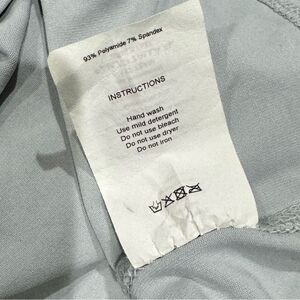 93% Polyamide 7% Spandex
INSTRUCTIONS
Hand wash
Use mild detergent
Do not use bleach
Do not use dryer
Do not iron